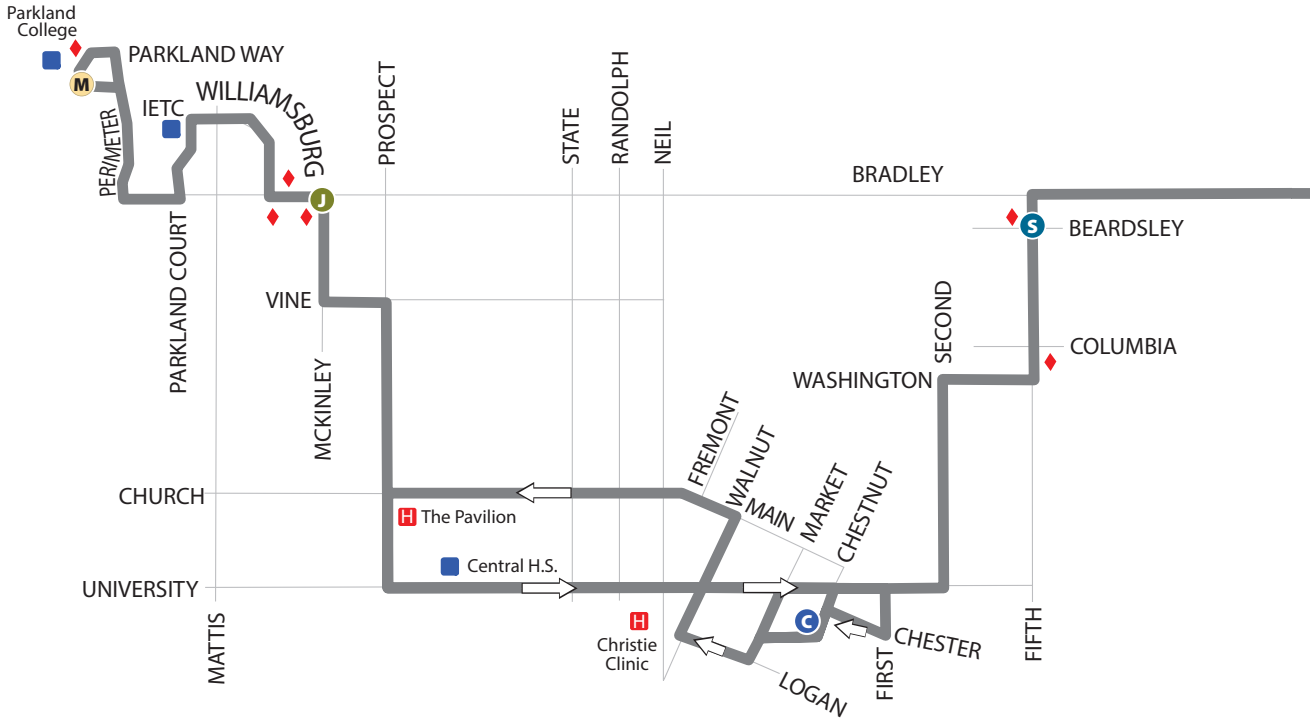 Parkland
College
PARKLAND WAY
M
IETC
WILLIAMSBURG
PERIMETER
PROSPECT
STATE
RANDOLPH
NEIL
BRADLEY
J
S
BEARDSLEY
PARKLAND COURT
VINE
MCKINLEY
SECOND
COLUMBIA
WASHINGTON
FREMONT
WALNUT
MAIN
MARKET
CHESTNUT
CHURCH
H The Pavilion
Central H.S.
UNIVERSITY
MATTIS
H
Christie
Clinic
C
CHESTER
LOGAN
FIRST
FIFTH